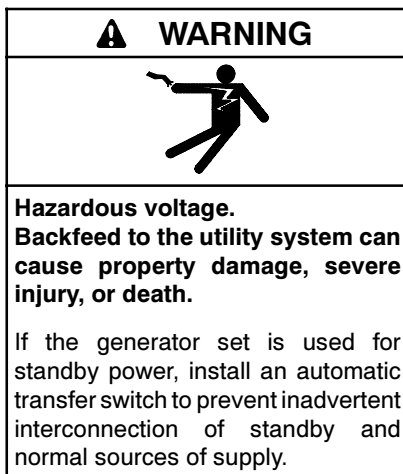 WARNING
Hazardous voltage.
Backfeed to the utility system can
cause property damage, severe
injury, or death.
If the generator set is used for
standby power, install an automatic
transfer switch to prevent inadvertent
interconnection of standby and
normal sources of supply.